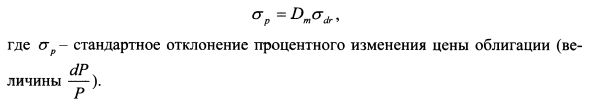 σ_p = D_m σ_dr,
где σ_p – стандартное отклонение процентного изменения цены облигации (ве-
личины dP/P).